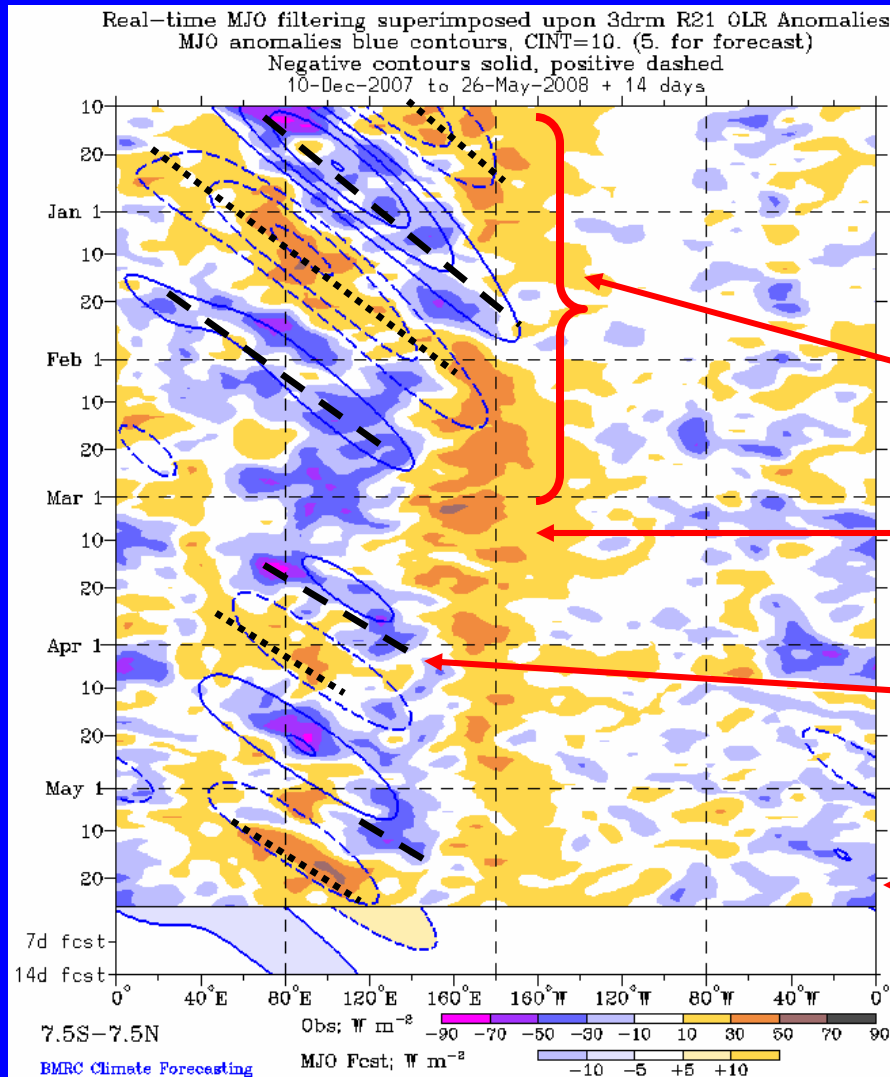 Real-time MJO filtering superimposed upon 3drm R21 OLR Anomalies
MJO anomalies blue contours, CINT=10. (5. for forecast)
Negative contours solid, positive dashed
10-Dec-2007 to 26-May-2008 + 14 days
10
20
Jan 1
10
20
Feb 1
10
20
Mar 1
10
20
Apr 1
10
20
May 1
10
20
7d fcst
14d fcst
0° 40°E 80°E 120°E 160°E 160°W 120°W 80°W 40°W 0°
7.5S-7.5N
Obs; W m⁻² -90 -70 -50 -30 -10 10 30 50 70 90
MJO Fcst; W m⁻² -10 -5 +5 +10
BMRC Climate Forecasting